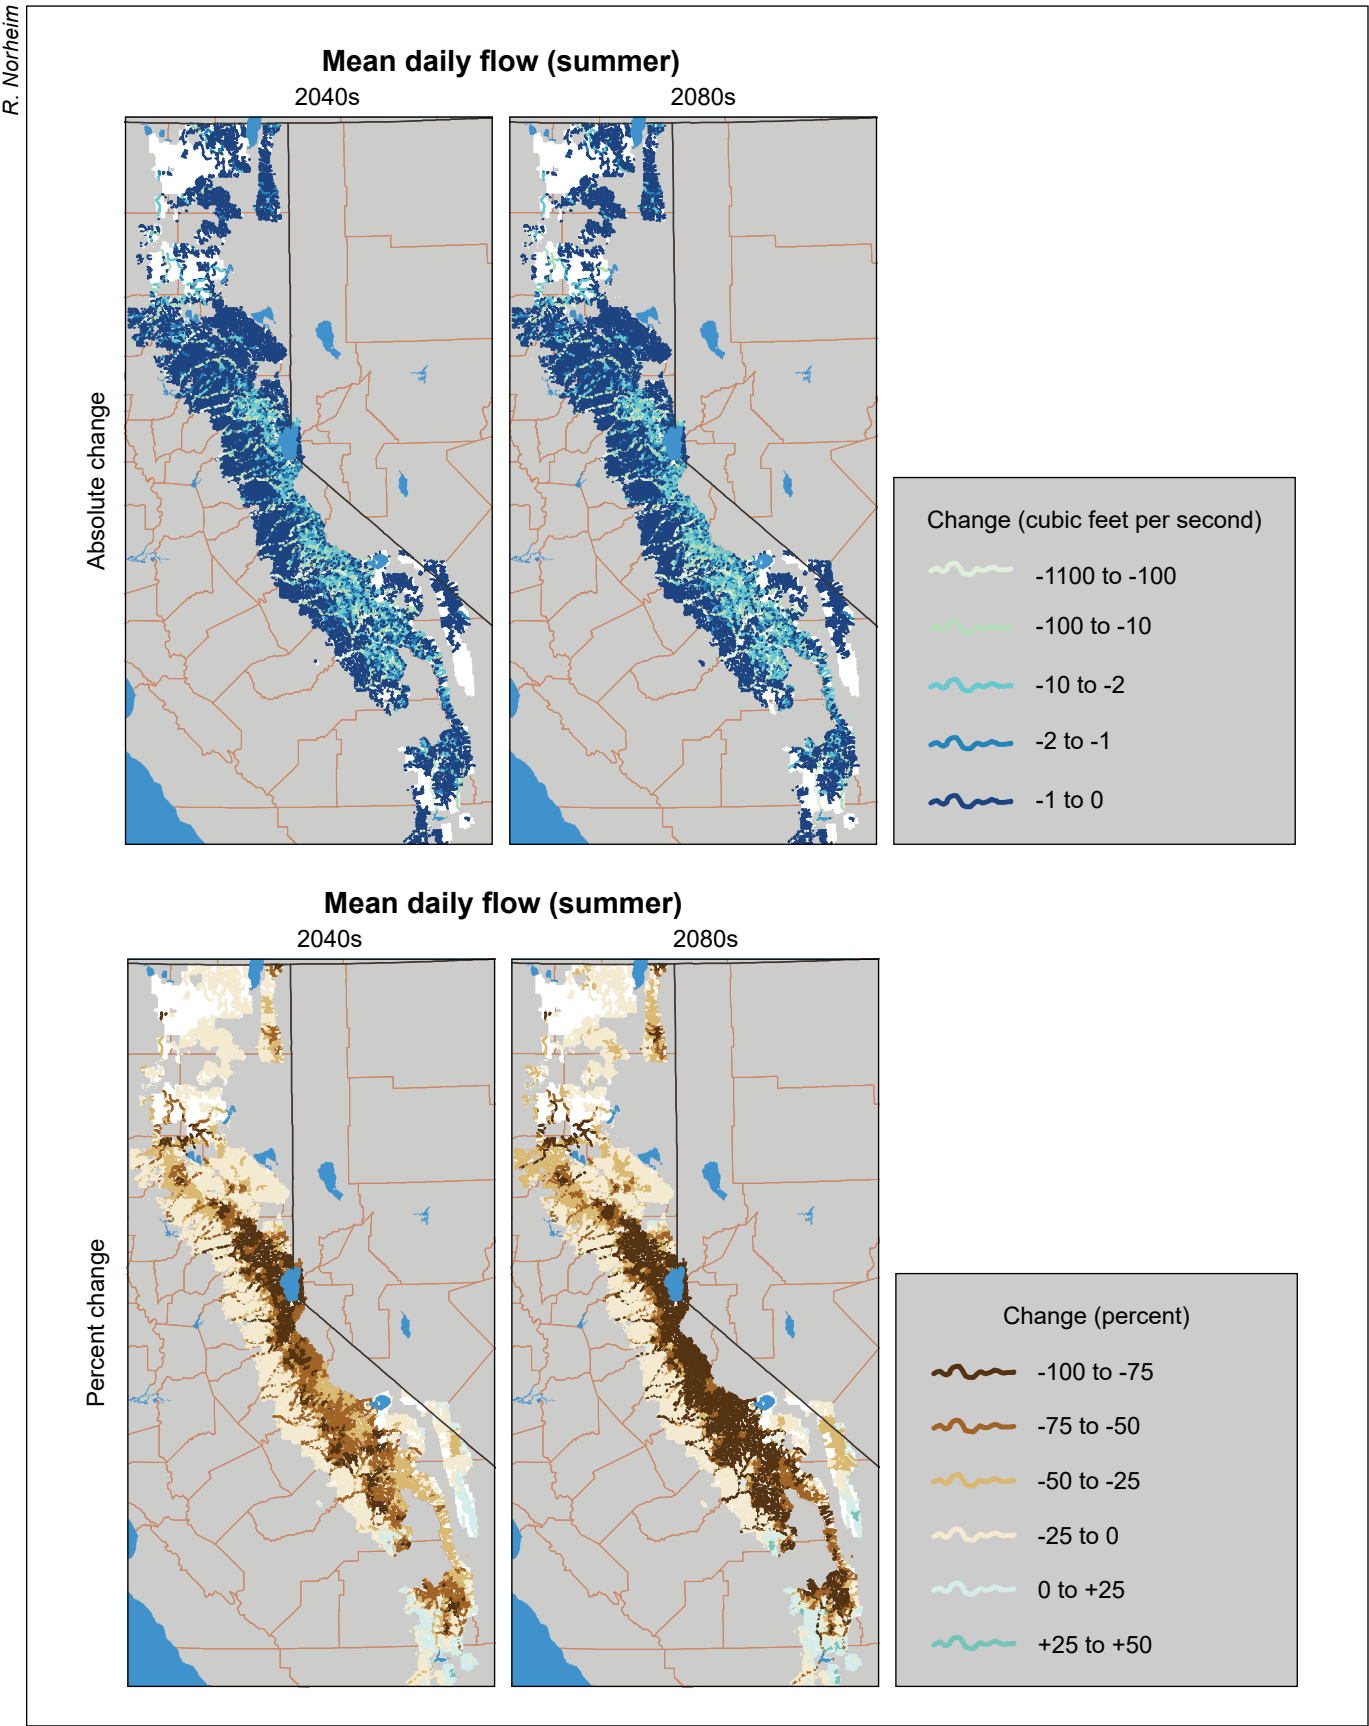 R. Norheim
Mean daily flow (summer)
2040s
2080s
Absolute change
Change (cubic feet per second)
-1100 to -100
-100 to -10
-10 to -2
-2 to -1
-1 to 0
Mean daily flow (summer)
2040s
2080s
Percent change
Change (percent)
-100 to -75
-75 to -50
-50 to -25
-25 to 0
0 to +25
+25 to +50